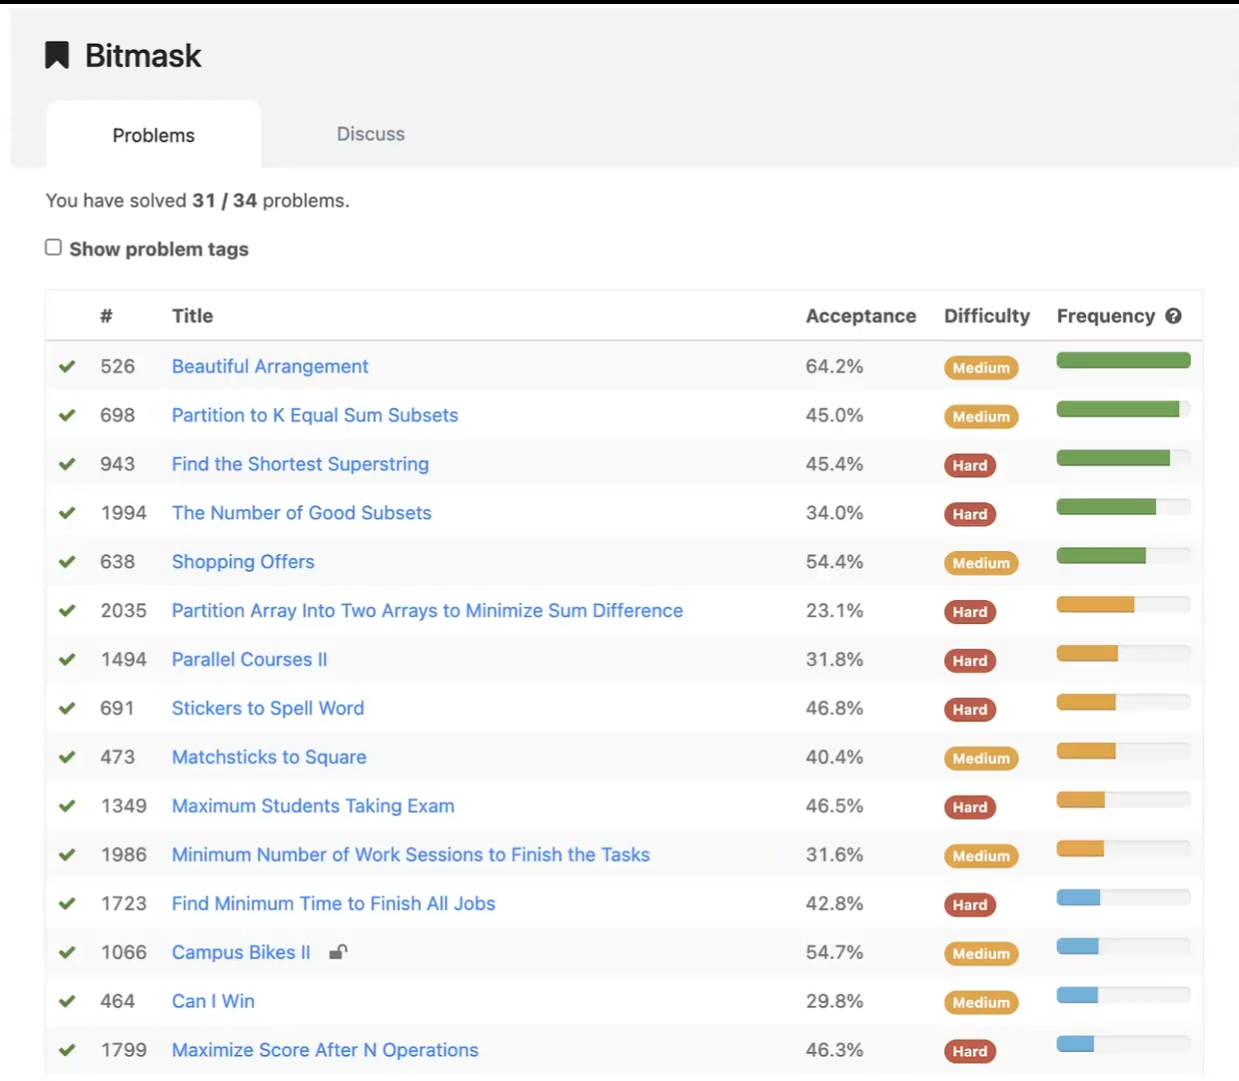 Bitmask
Problems Discuss
You have solved 31 / 34 problems.
Show problem tags
# Title Acceptance Difficulty Frequency ?
526 Beautiful Arrangement 64.2% Medium
698 Partition to K Equal Sum Subsets 45.0% Medium
943 Find the Shortest Superstring 45.4% Hard
1994 The Number of Good Subsets 34.0% Hard
638 Shopping Offers 54.4% Medium
2035 Partition Array Into Two Arrays to Minimize Sum Difference 23.1% Hard
1494 Parallel Courses II 31.8% Hard
691 Stickers to Spell Word 46.8% Hard
473 Matchsticks to Square 40.4% Medium
1349 Maximum Students Taking Exam 46.5% Hard
1986 Minimum Number of Work Sessions to Finish the Tasks 31.6% Medium
1723 Find Minimum Time to Finish All Jobs 42.8% Hard
1066 Campus Bikes II 54.7% Medium
464 Can I Win 29.8% Medium
1799 Maximize Score After N Operations 46.3% Hard